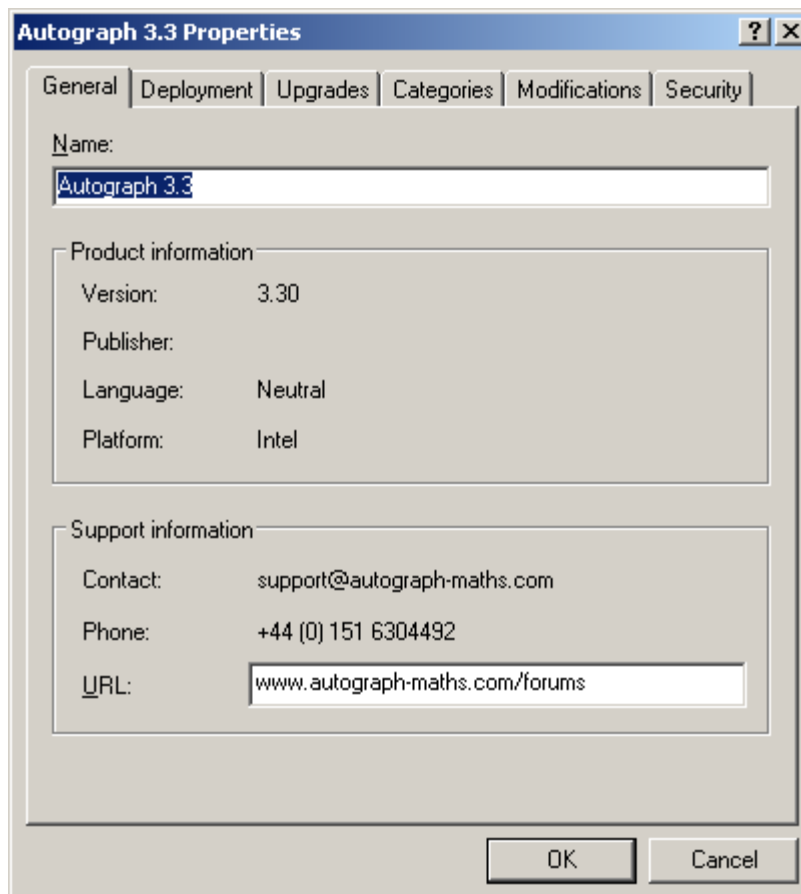 Autograph 3.3 Properties
General Deployment Upgrades Categories Modifications Security
Name:
Autograph 3.3
Product information
Version: 3.30
Publisher:
Language: Neutral
Platform: Intel
Support information
Contact: support@autograph-maths.com
Phone: +44 (0) 151 6304492
URL: www.autograph-maths.com/forums
OK Cancel